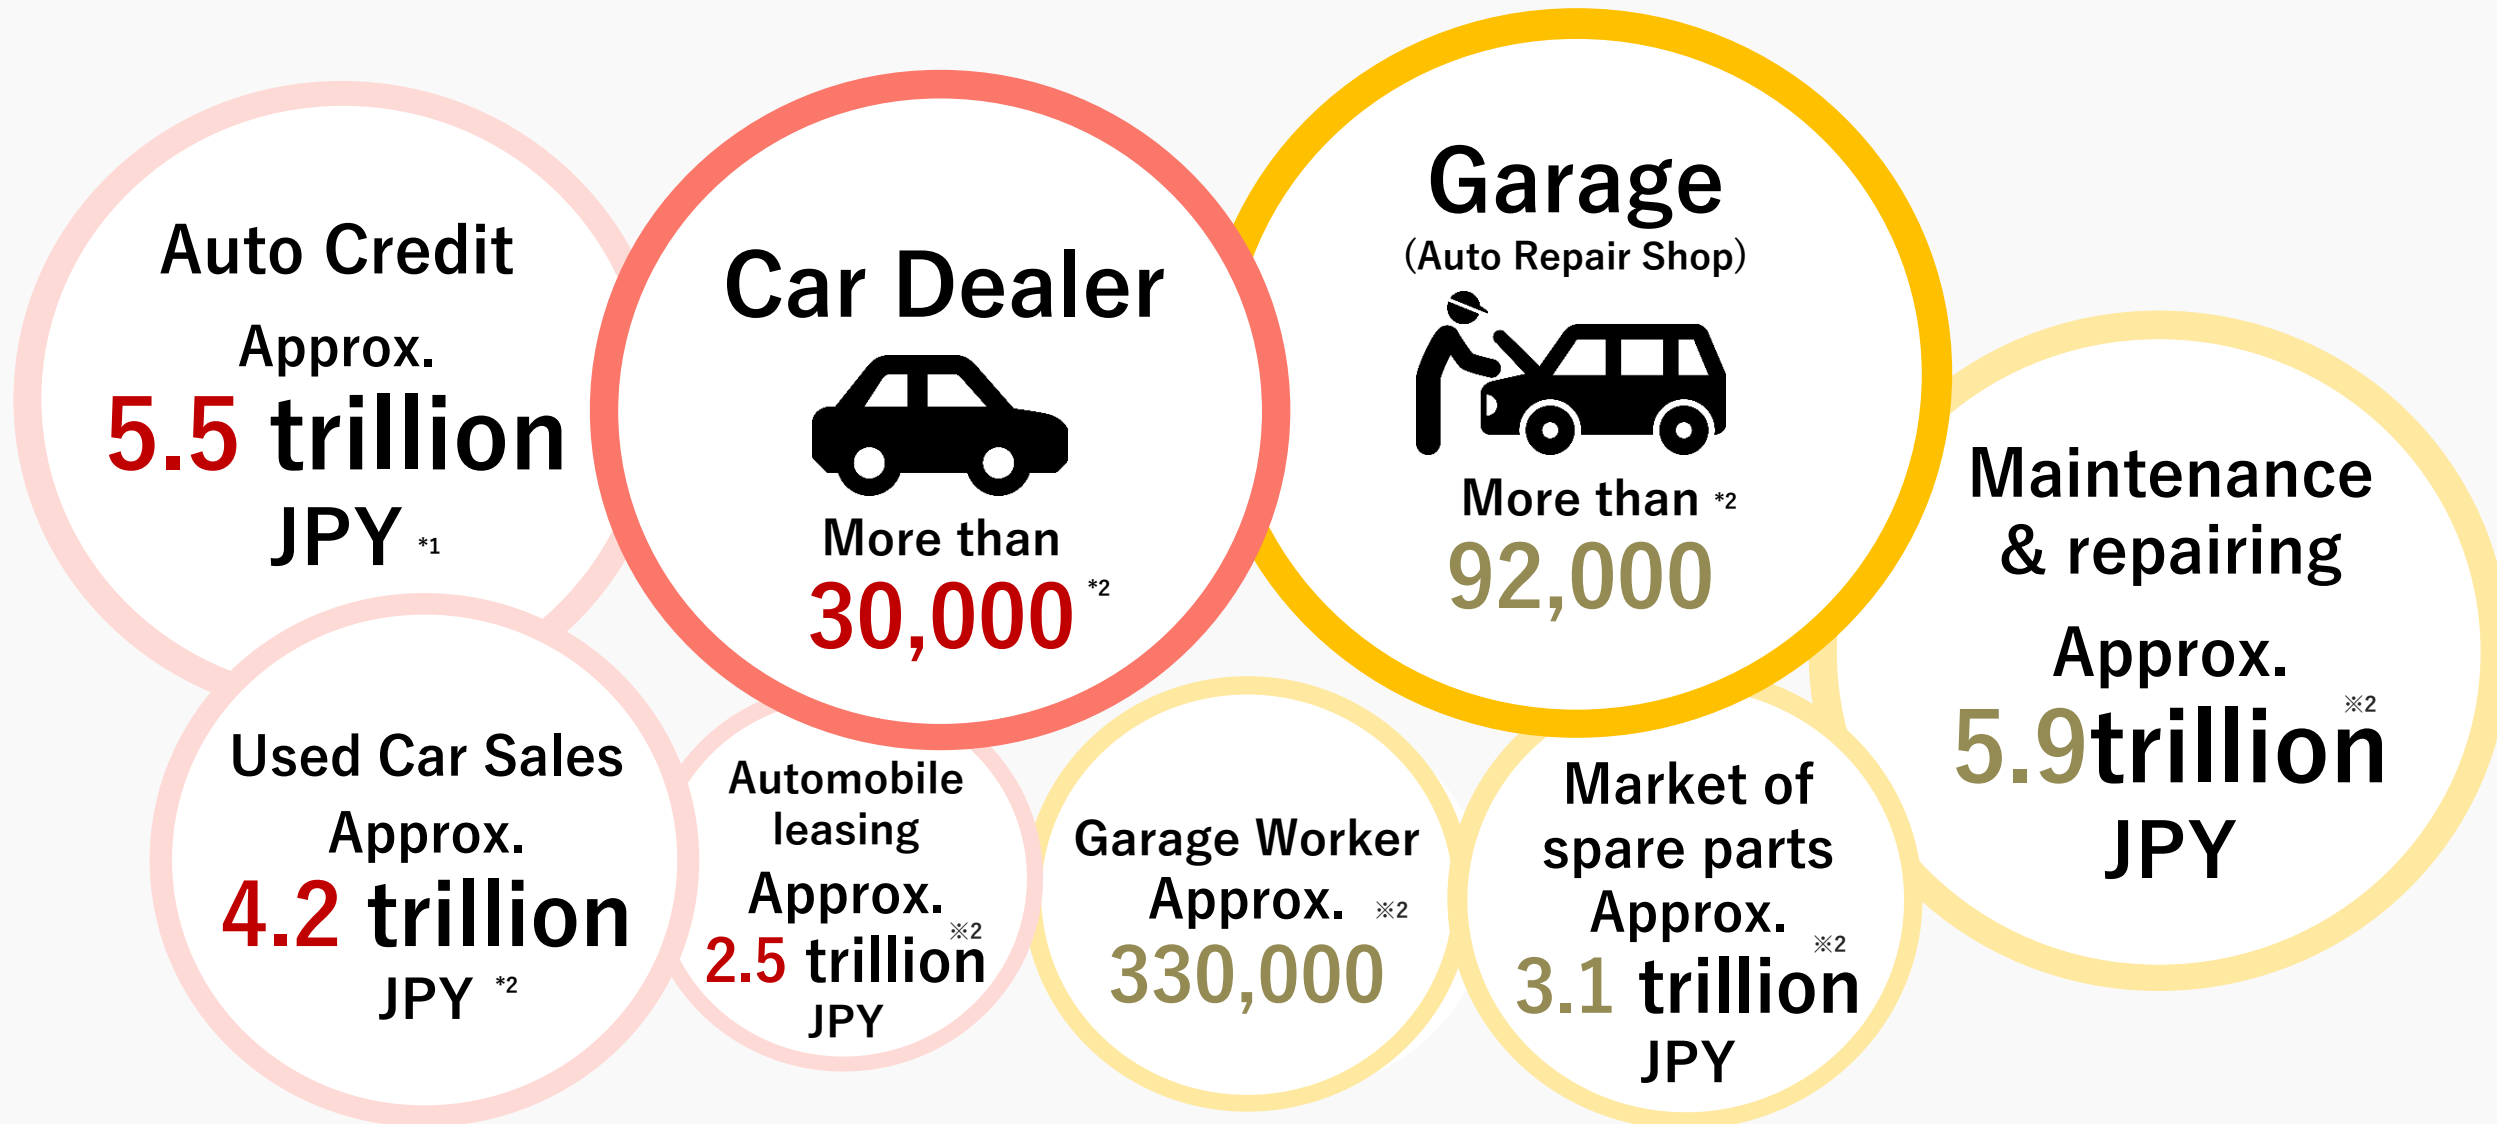 Auto Credit
Approx.
5.5 trillion
JPY *1
Car Dealer
More than
30,000 *2
Garage
(Auto Repair Shop)
More than *2
92,000
Maintenance
& repairing
Approx.
5.9trillion ※2
JPY
Used Car Sales
Approx.
4.2 trillion
JPY *2
Automobile
leasing
Approx.
2.5 trillion ※2
JPY
Garage Worker
Approx. ※2
330,000
Market of
spare parts
Approx.
3.1 trillion ※2
JPY